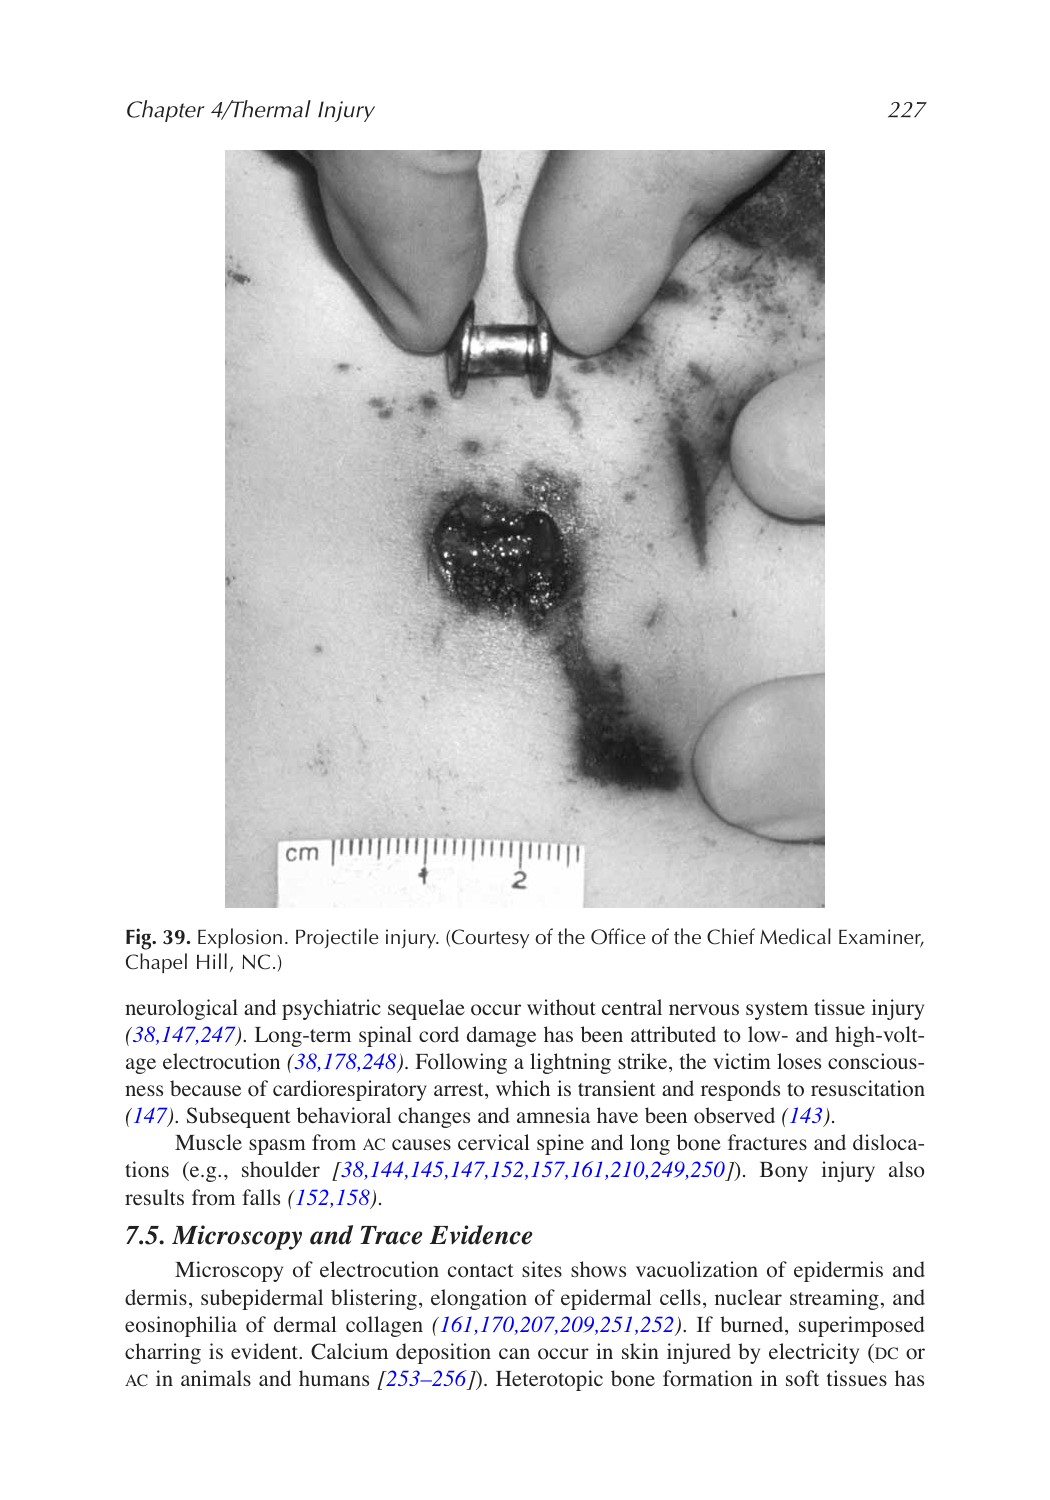 Chapter 4/Thermal Injury 227
cm
1 2
Fig. 39. Explosion. Projectile injury. (Courtesy of the Office of the Chief Medical Examiner,
Chapel Hill, NC.)
neurological and psychiatric sequelae occur without central nervous system tissue injury
(38,147,247). Long-term spinal cord damage has been attributed to low- and high-volt-
age electrocution (38,178,248). Following a lightning strike, the victim loses conscious-
ness because of cardiorespiratory arrest, which is transient and responds to resuscitation
(147). Subsequent behavioral changes and amnesia have been observed (143).
Muscle spasm from AC causes cervical spine and long bone fractures and disloca-
tions (e.g., shoulder [38,144,145,147,152,157,161,210,249,250]). Bony injury also
results from falls (152,158).
7.5. Microscopy and Trace Evidence
Microscopy of electrocution contact sites shows vacuolization of epidermis and
dermis, subepidermal blistering, elongation of epidermal cells, nuclear streaming, and
eosinophilia of dermal collagen (161,170,207,209,251,252). If burned, superimposed
charring is evident. Calcium deposition can occur in skin injured by electricity (DC or
AC in animals and humans [253–256]). Heterotopic bone formation in soft tissues has